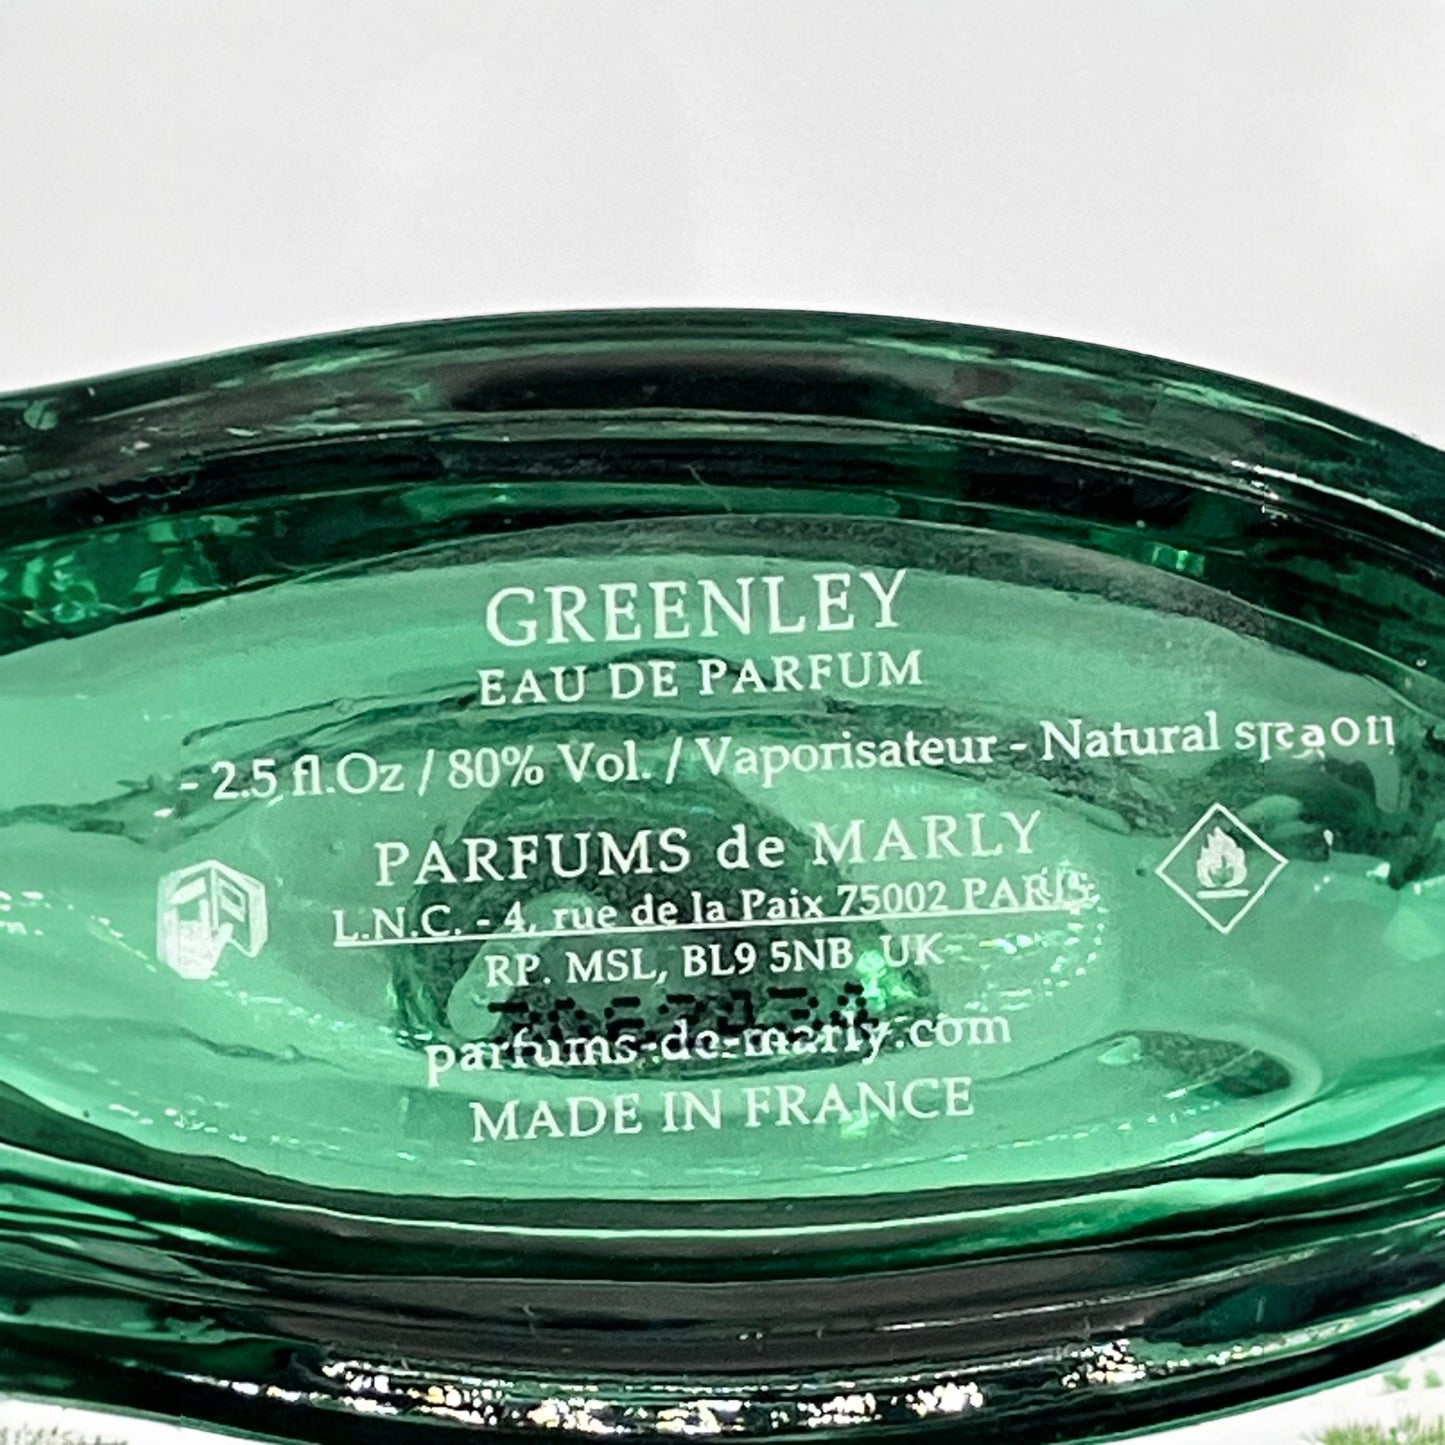 GREENLEY
EAU DE PARFUM
- 2.5 fl.Oz / 80% Vol. / Vaporisateur - Natural
PARFUMS de MARLY
L.N.C. - 4, rue de la Paix 75002 PARIS
RP. MSL, BL9 5NB, UK
parfums-de-marly.com
MADE IN FRANCE